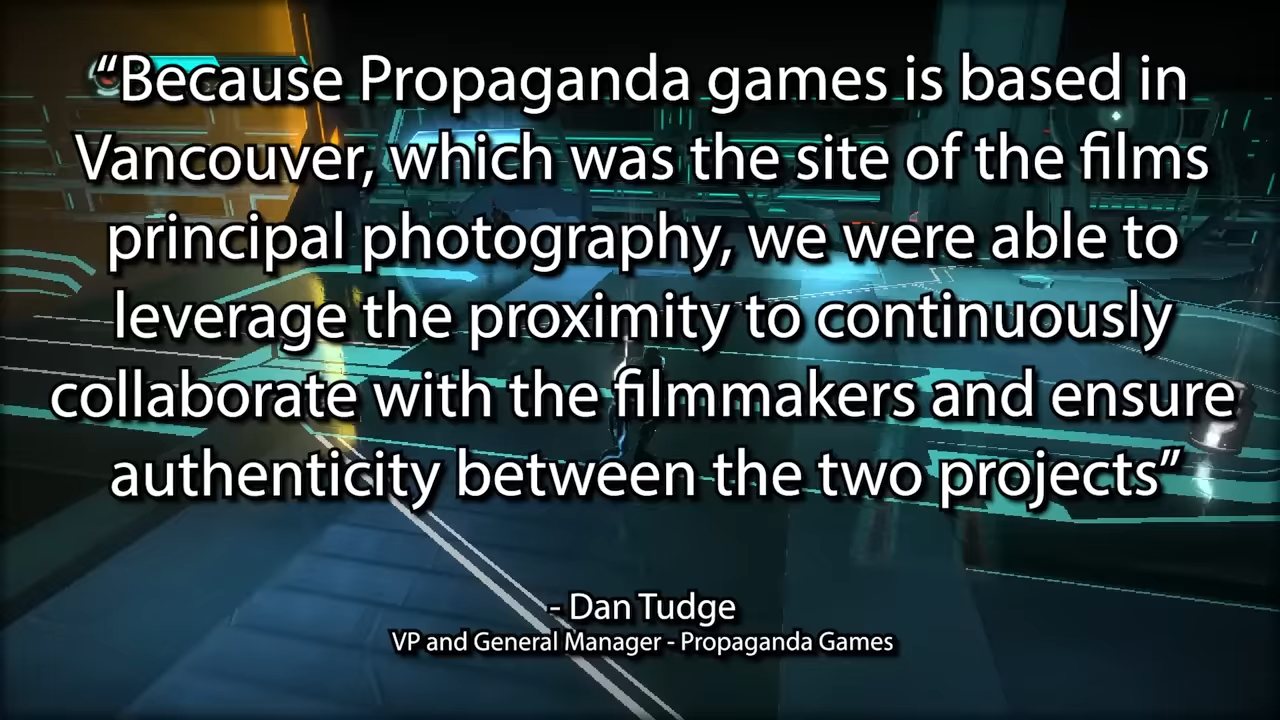 “Because Propaganda games is based in
Vancouver, which was the site of the films
principal photography, we were able to
leverage the proximity to continuously
collaborate with the filmmakers and ensure
authenticity between the two projects”
- Dan Tudge
VP and General Manager - Propaganda Games